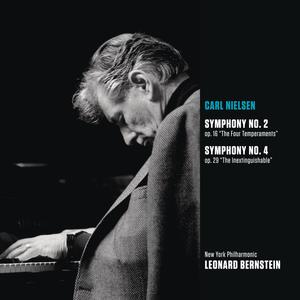 CARL NIELSEN
SYMPHONY NO. 2
op. 16 "The Four Temperaments"
SYMPHONY NO. 4
op. 29 "The Inextinguishable"
New York Philharmonic
LEONARD BERNSTEIN